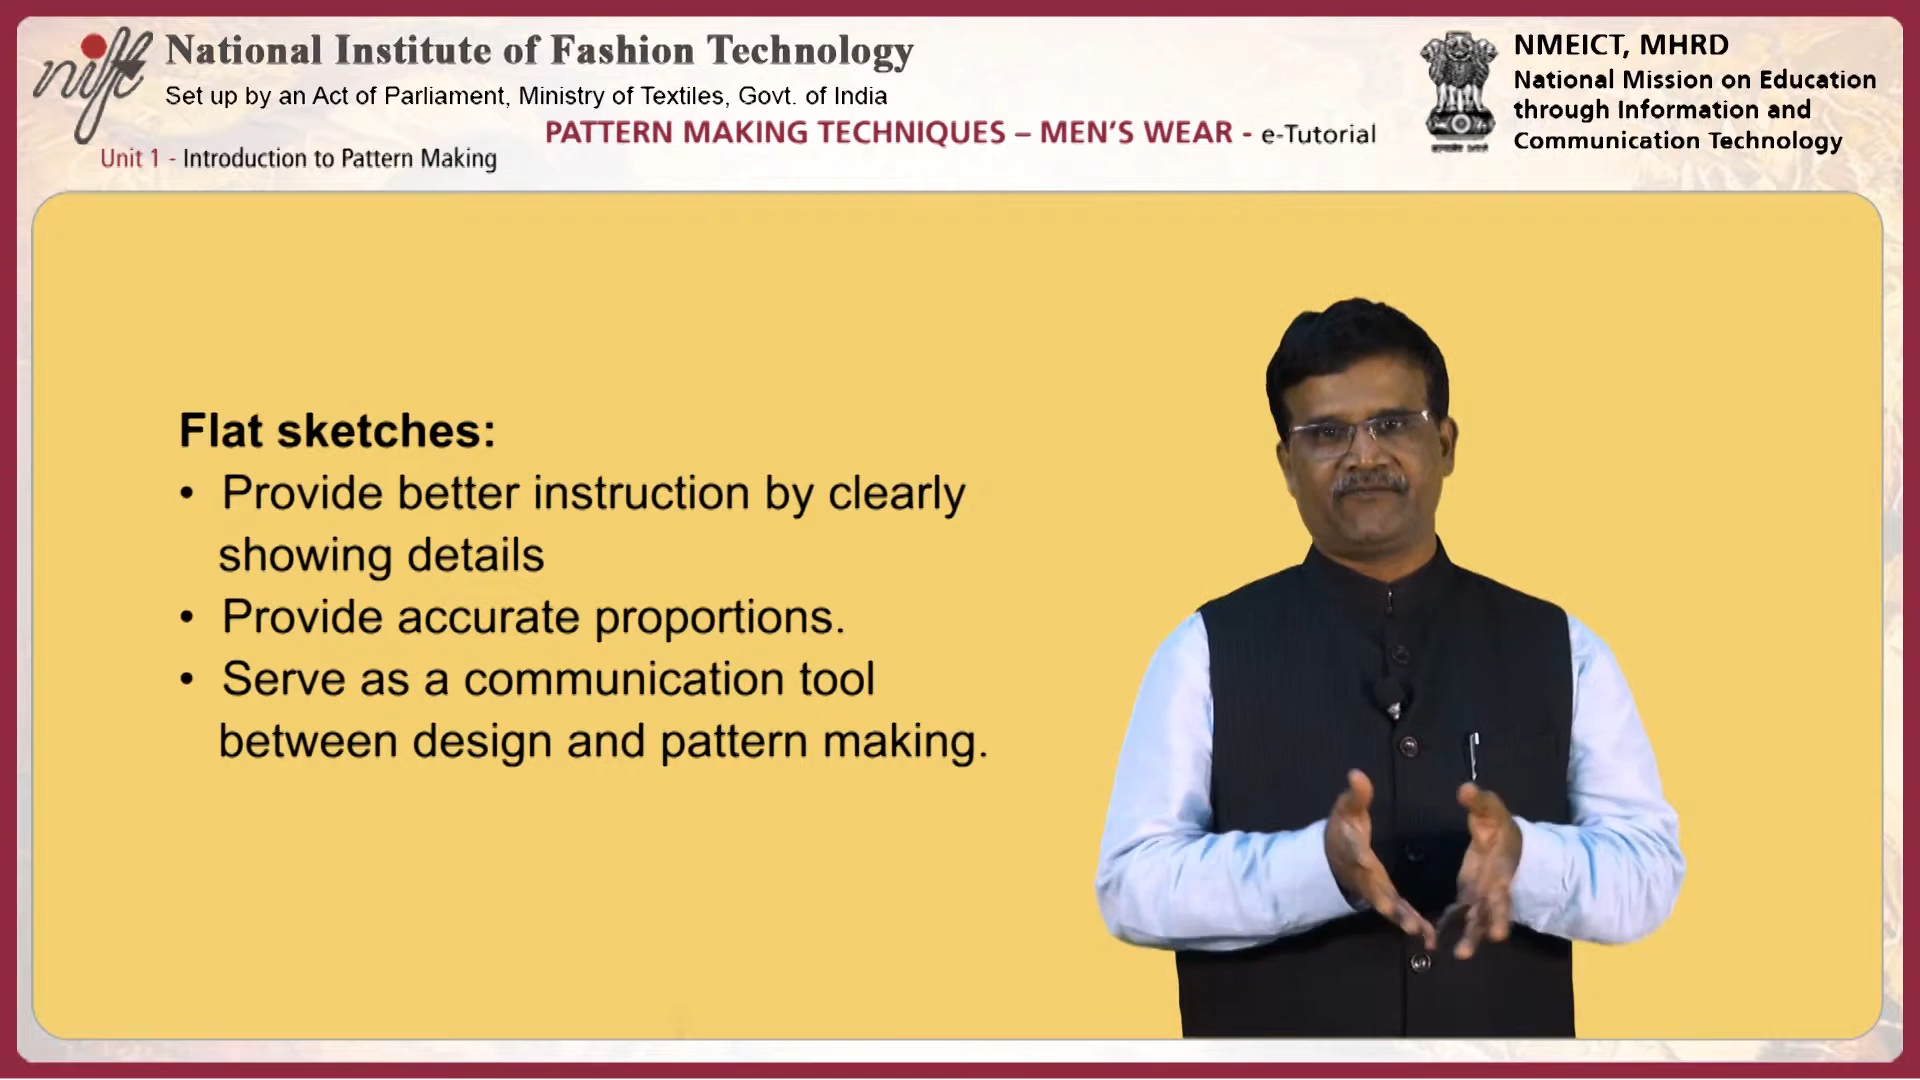 nift
National Institute of Fashion Technology
Set up by an Act of Parliament, Ministry of Textiles, Govt. of India
PATTERN MAKING TECHNIQUES – MEN'S WEAR - e-Tutorial
Unit 1 - Introduction to Pattern Making
NMEICT, MHRD
National Mission on Education
through Information and
Communication Technology
Flat sketches:
• Provide better instruction by clearly
showing details
• Provide accurate proportions.
• Serve as a communication tool
between design and pattern making.